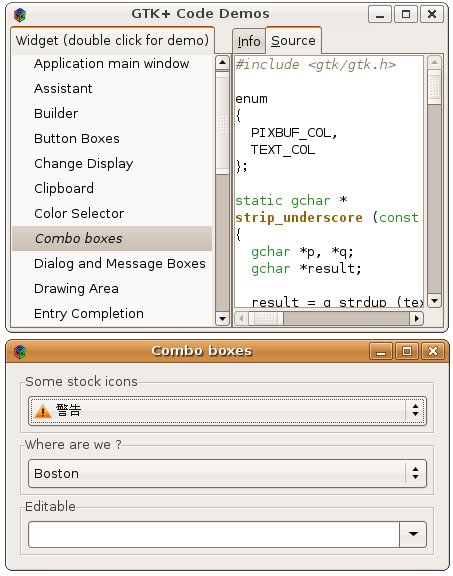 GTK+ Code Demos
Widget (double click for demo)
Info
Source
Application main window
Assistant
Builder
Button Boxes
Change Display
Clipboard
Color Selector
Combo boxes
Dialog and Message Boxes
Drawing Area
Entry Completion
#include <gtk/gtk.h>
enum
{
PIXBUF_COL,
TEXT_COL
};
static gchar *
strip_underscore (const
{
gchar *p, *q;
gchar *result;
result = g_strdup (tex
Combo boxes
Some stock icons
警告
Where are we ?
Boston
Editable